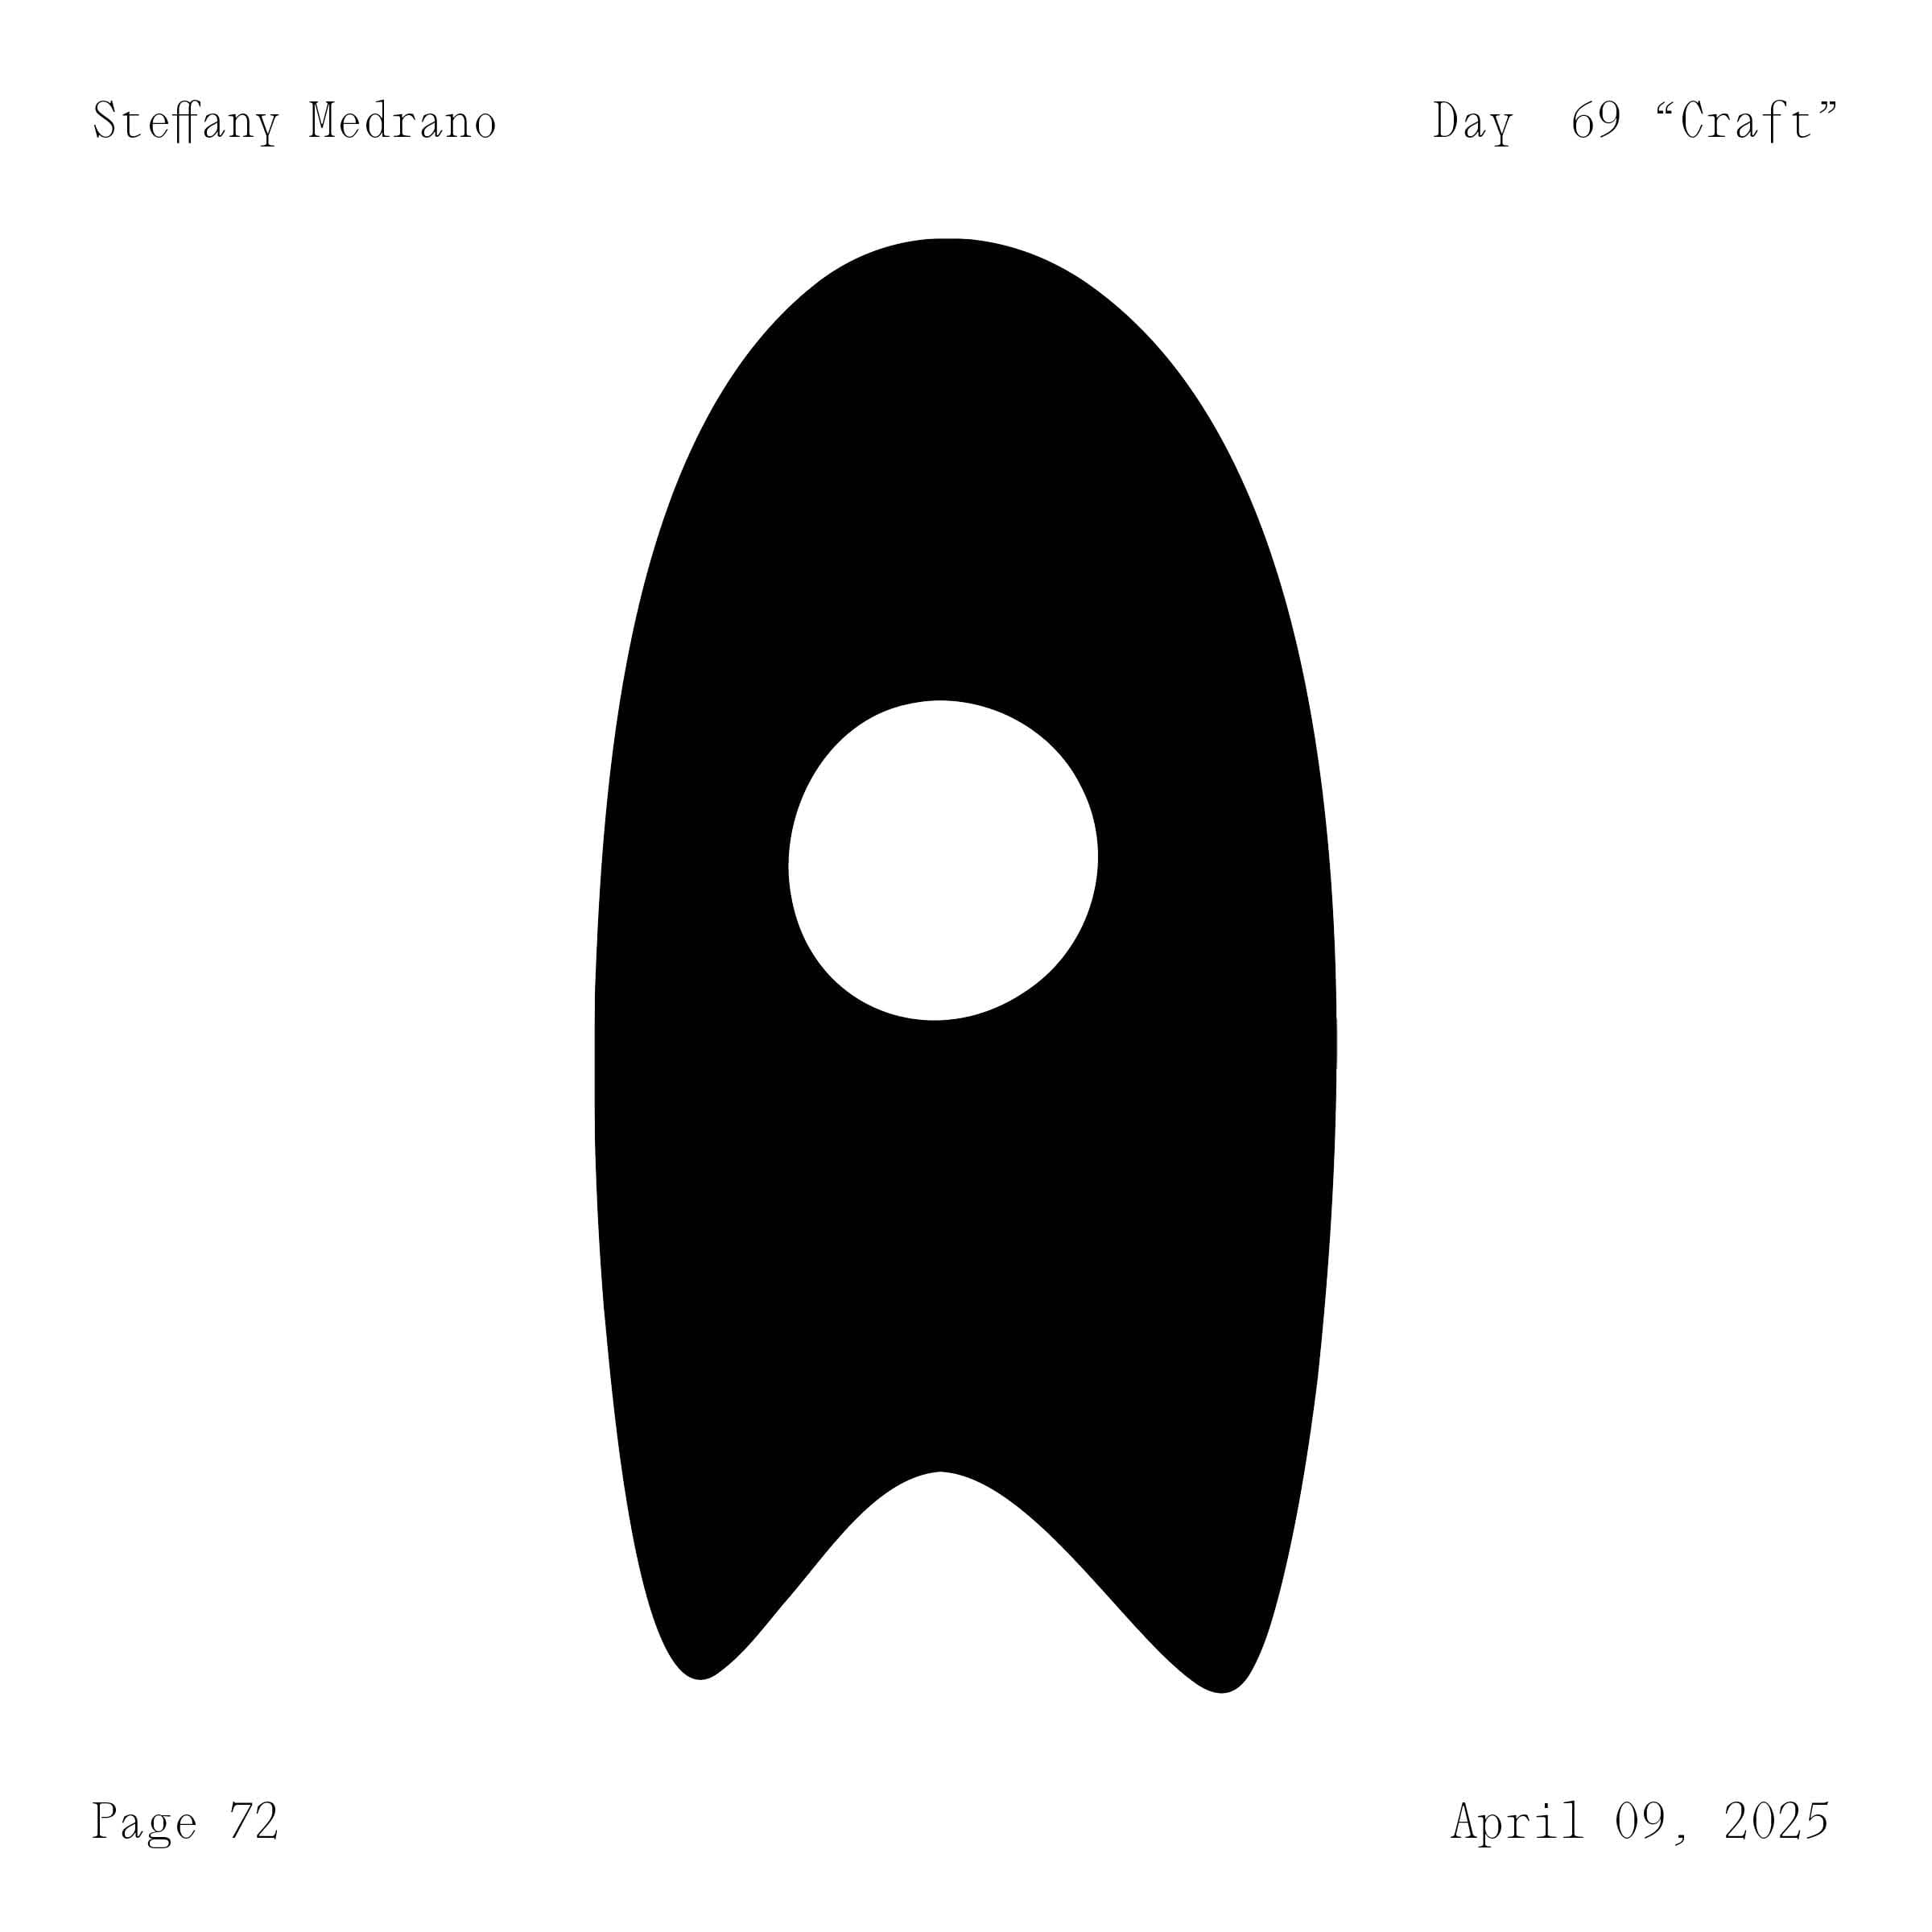 Steffany Medrano
Day 69 “Craft”
Page 72
April 09, 2025